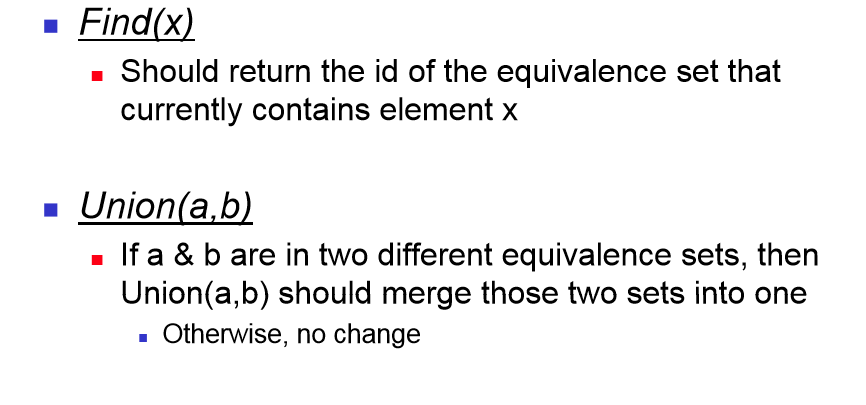 Find(x)
Should return the id of the equivalence set that
currently contains element x
Union(a,b)
If a & b are in two different equivalence sets, then
Union(a,b) should merge those two sets into one
Otherwise, no change